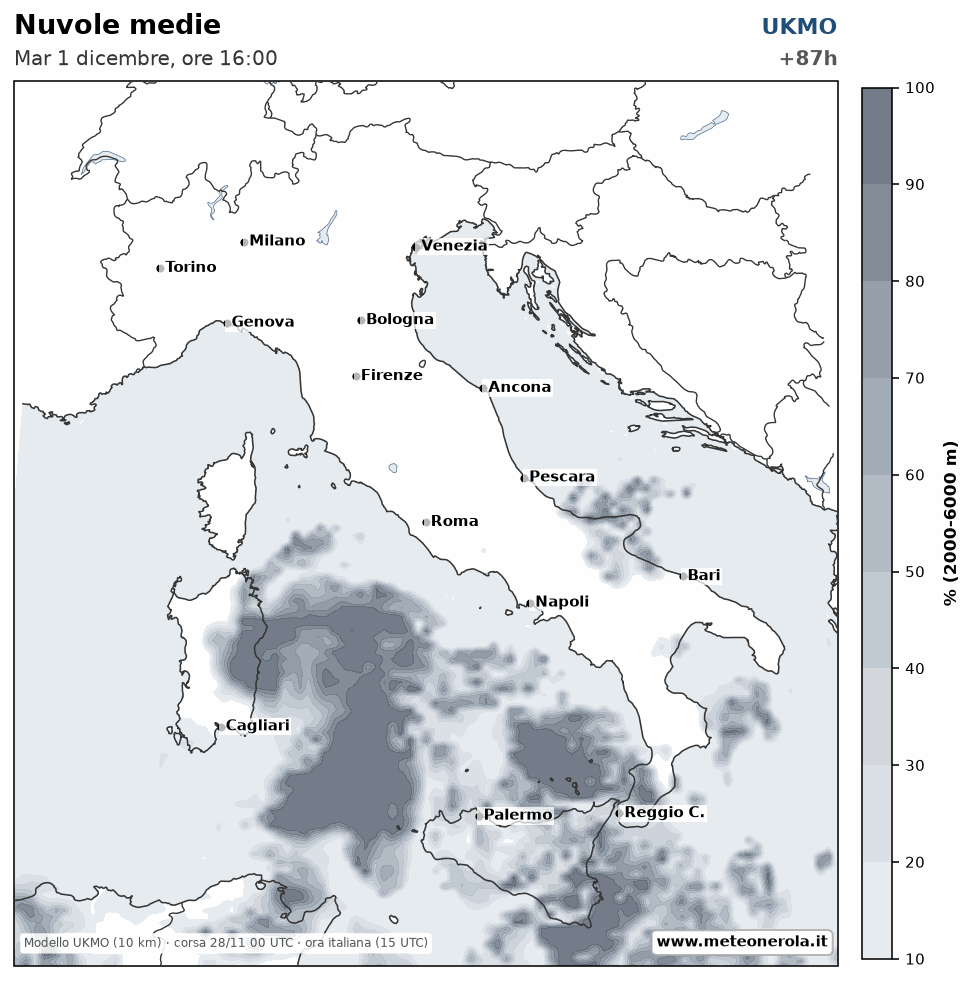 Nuvole medie
UKMO
Mar 1 dicembre, ore 16:00
+87h
100
90
80
70
60
50
40
30
20
10
% (2000-6000 m)
Milano
Venezia
Torino
Genova
Bologna
Firenze
Ancona
Pescara
Roma
Bari
Napoli
Cagliari
Palermo
Reggio C.
Modello UKMO (10 km) · corsa 28/11 00 UTC · ora italiana (15 UTC)
www.meteonerola.it